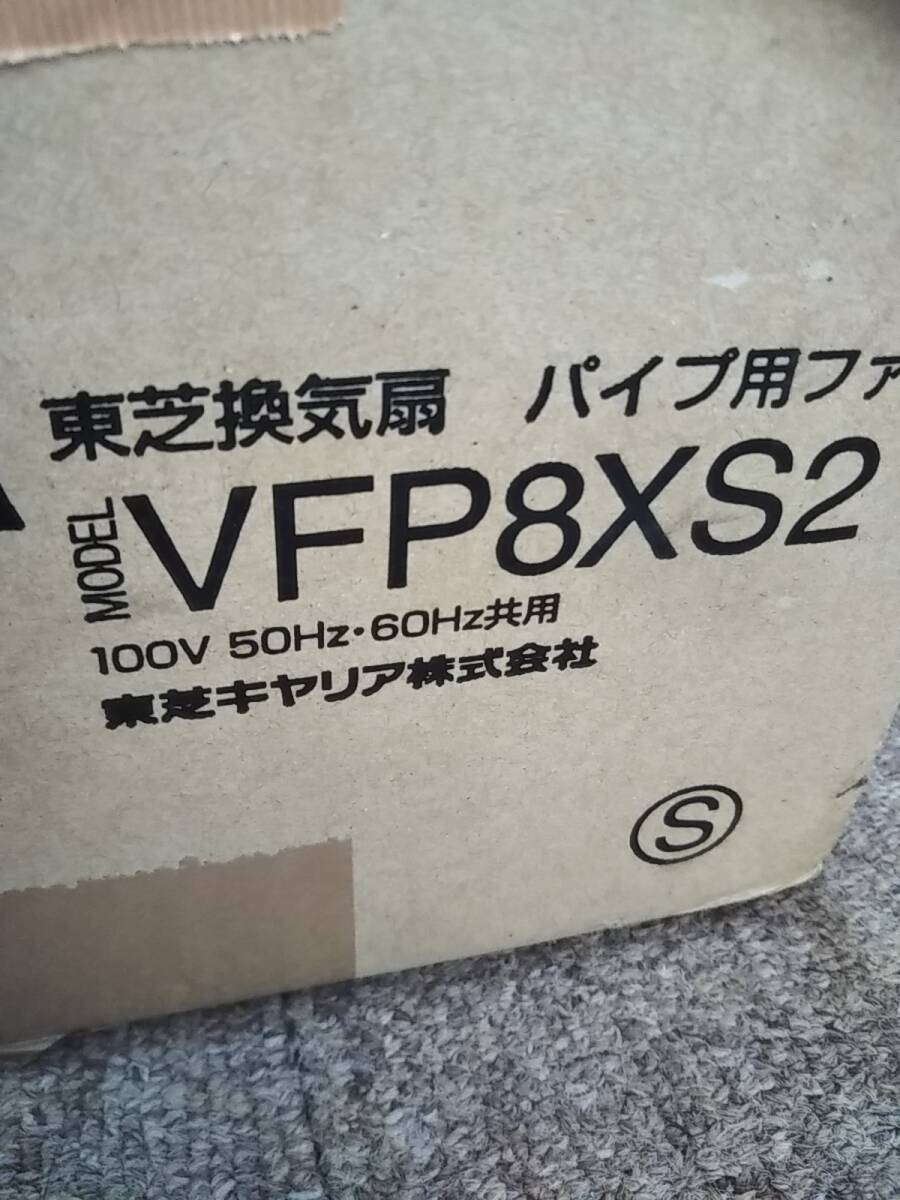 東芝換気扇 パイプ用ファ
MODEL VFP8XS2
100V 50Hz・60Hz共用
東芝キヤリア株式会社
S